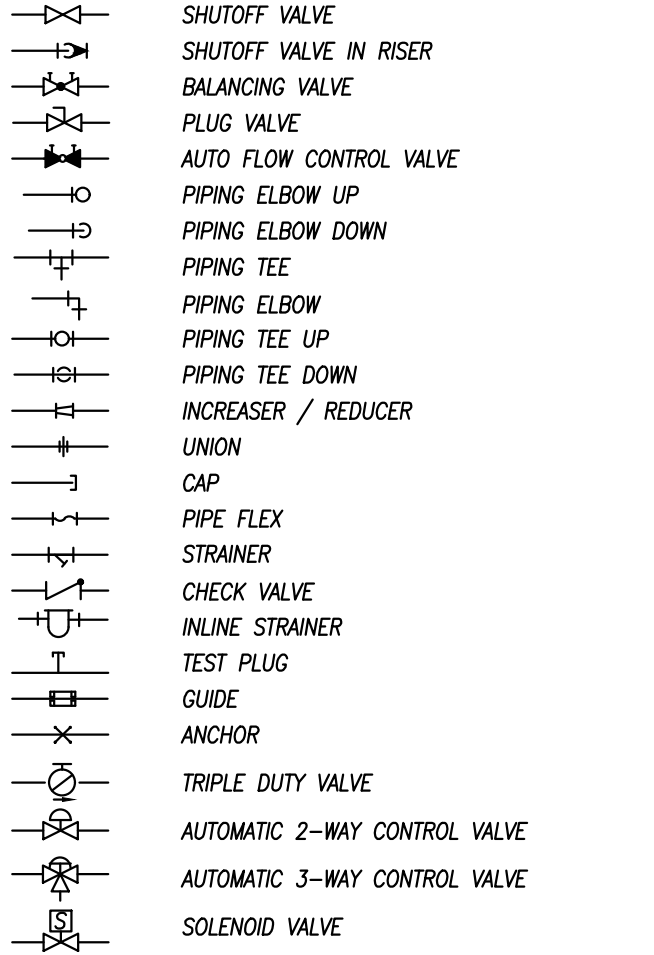 SHUTOFF VALVE
SHUTOFF VALVE IN RISER
BALANCING VALVE
PLUG VALVE
AUTO FLOW CONTROL VALVE
PIPING ELBOW UP
PIPING ELBOW DOWN
PIPING TEE
PIPING ELBOW
PIPING TEE UP
PIPING TEE DOWN
INCREASER / REDUCER
UNION
CAP
PIPE FLEX
STRAINER
CHECK VALVE
INLINE STRAINER
TEST PLUG
GUIDE
ANCHOR
TRIPLE DUTY VALVE
AUTOMATIC 2-WAY CONTROL VALVE
AUTOMATIC 3-WAY CONTROL VALVE
S SOLENOID VALVE